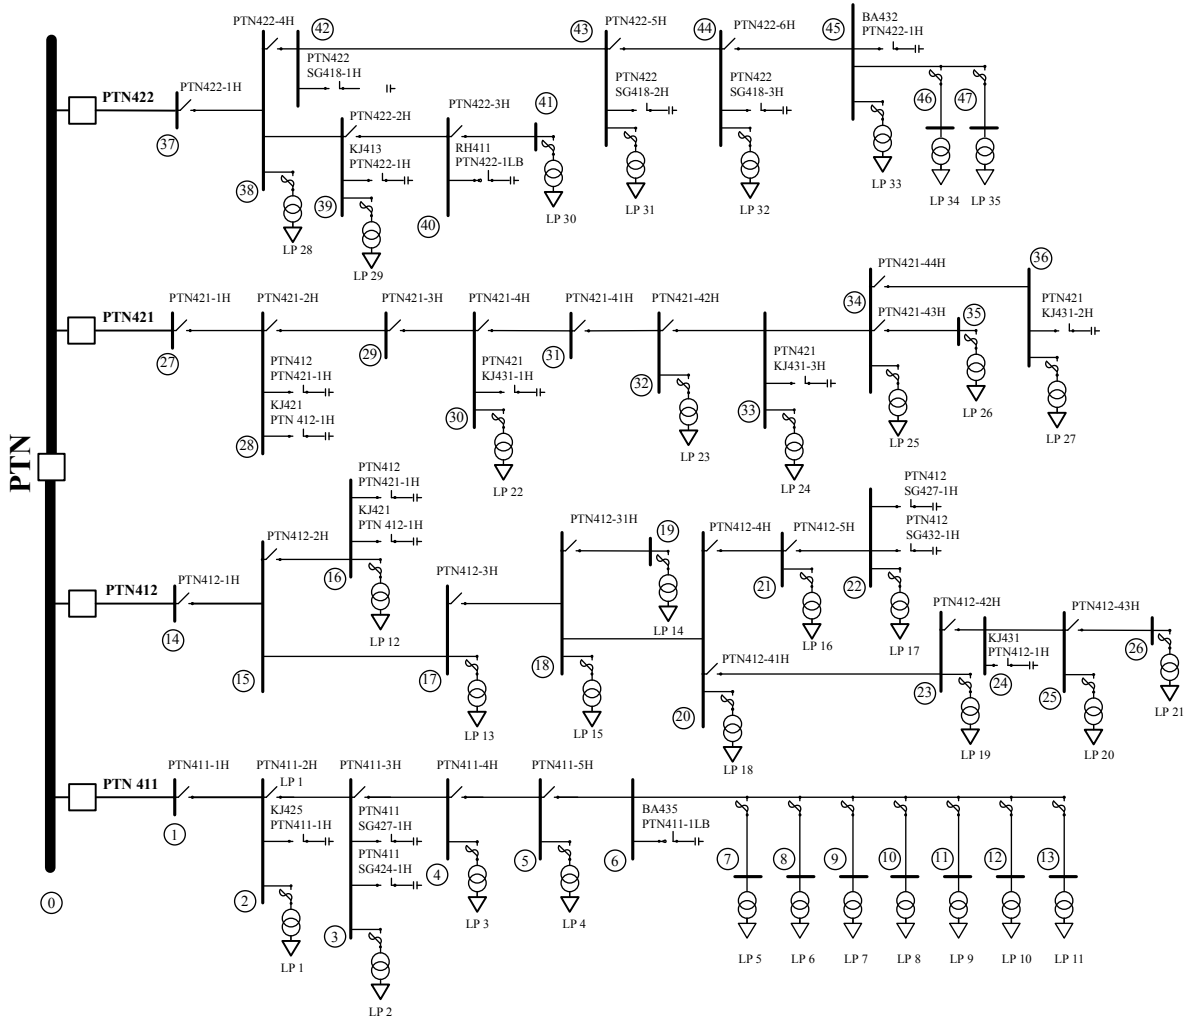 PTN
PTN422
PTN422-1H
37
PTN422-4H
42
PTN422
SG418-1H
38
LP 28
PTN422-2H
KJ413
PTN422-1H
39
LP 29
PTN422-3H
RH411
PTN422-1LB
40
41
LP 30
43
PTN422-5H
PTN422
SG418-2H
LP 31
44
PTN422-6H
PTN422
SG418-3H
LP 32
45
BA432
PTN422-1H
LP 33
46
47
LP 34
LP 35
PTN421
PTN421-1H
27
PTN421-2H
PTN412
PTN421-1H
KJ421
PTN 412-1H
28
PTN421-3H
29
PTN421-4H
PTN421
KJ431-1H
30
LP 22
PTN421-41H
31
PTN421-42H
32
LP 23
PTN421
KJ431-3H
33
LP 24
PTN421-44H
34
PTN421-43H
35
LP 25
LP 26
36
PTN421
KJ431-2H
LP 27
PTN412
PTN412-1H
14
PTN412-2H
15
PTN412
PTN421-1H
KJ421
PTN 412-1H
16
LP 12
PTN412-3H
17
LP 13
PTN412-31H
18
19
LP 14
LP 15
PTN412-4H
PTN412-41H
20
LP 18
PTN412-5H
21
LP 16
PTN412
SG427-1H
PTN412
SG432-1H
22
LP 17
PTN412-42H
23
LP 19
KJ431
PTN412-1H
24
PTN412-43H
25
LP 20
26
LP 21
PTN 411
0
PTN411-1H
1
PTN411-2H
LP 1
KJ425
PTN411-1H
2
LP 1
PTN411-3H
PTN411
SG427-1H
PTN411
SG424-1H
3
LP 2
PTN411-4H
4
LP 3
PTN411-5H
5
LP 4
BA435
PTN411-1LB
6
7
8
9
10
11
12
13
LP 5
LP 6
LP 7
LP 8
LP 9
LP 10
LP 11